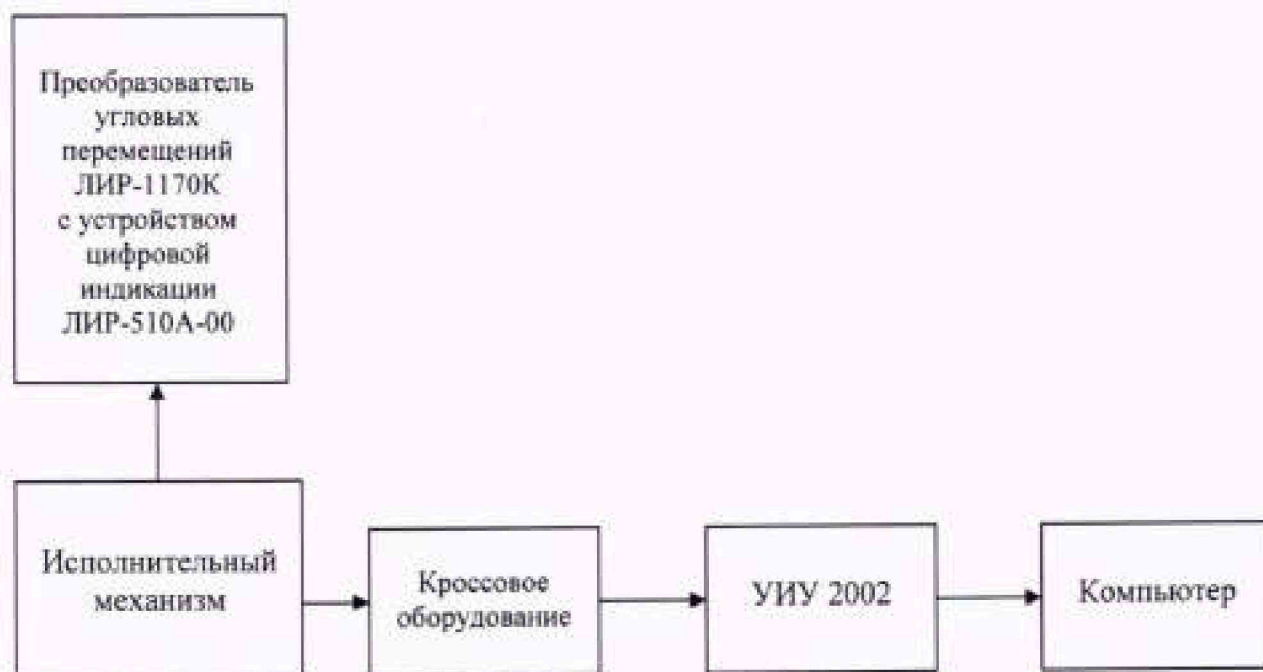 Преобразователь
угловых
перемещений
ЛИР-1170К
с устройством
цифровой
индикации
ЛИР-510А-00
Исполнительный
механизм
Кроссовое
оборудование
УИУ 2002
Компьютер